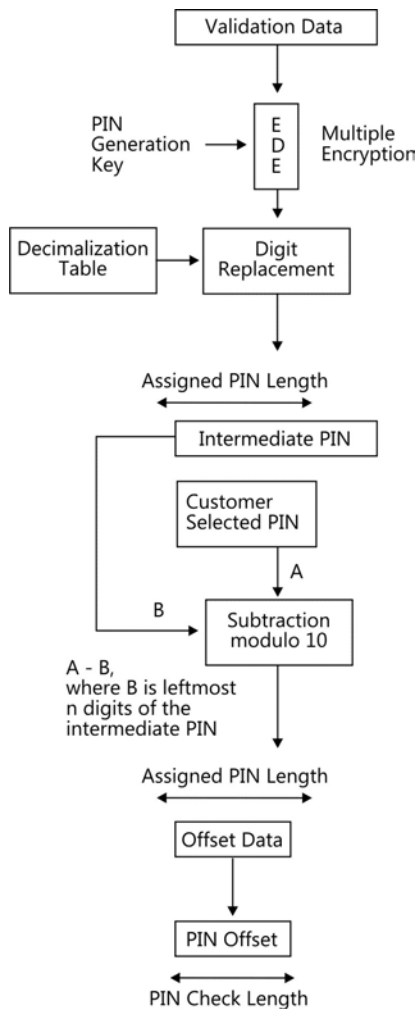 Validation Data
PIN
Generation
Key
E
D
E
Multiple
Encryption
Decimalization
Table
Digit
Replacement
Assigned PIN Length
Intermediate PIN
Customer
Selected PIN
A
B
Subtraction
modulo 10
A - B,
where B is leftmost
n digits of the
intermediate PIN
Assigned PIN Length
Offset Data
PIN Offset
PIN Check Length